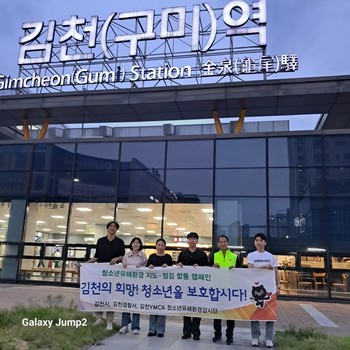 김천(구미)역
Gimcheon(Gumi) Station 金泉(龜尾)驛
청소년유해환경 지도·점검 합동 캠페인
김천의 희망! 청소년을 보호합시다!
김천시, 김천경찰서, 김천YMCA 청소년유해환경감시단
Galaxy Jump2